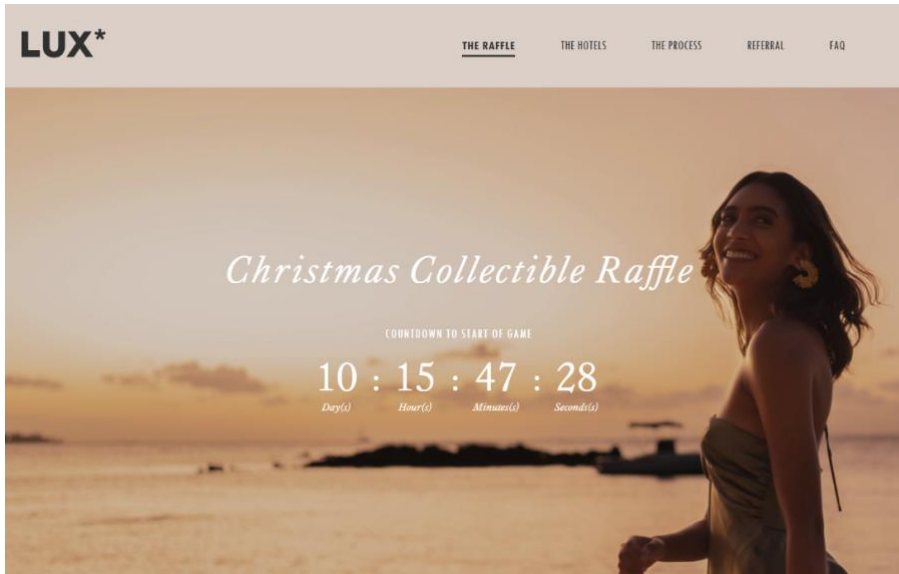 LUX*
THE RAFFLE THE HOTELS THE PROCESS REFERRAL FAQ
Christmas Collectible Raffle
COUNTDOWN TO START OF GAME
10 : 15 : 47 : 28
Day(s) Hour(s) Minutes(s) Seconds(s)